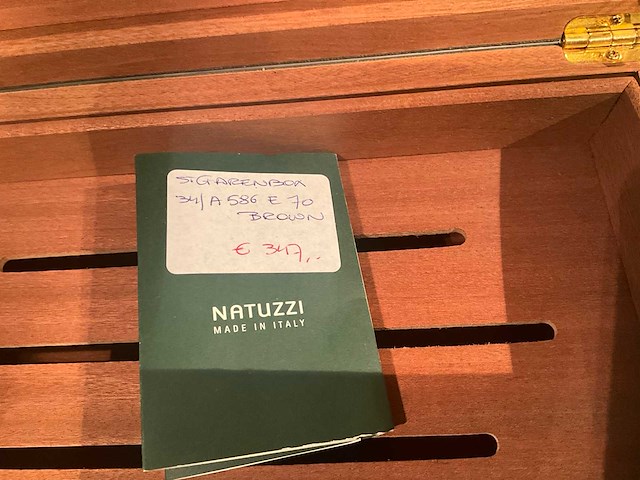 SIGARENBOX
34/A 586 E 70
BROWN
€ 347,-
NATUZZI
MADE IN ITALY